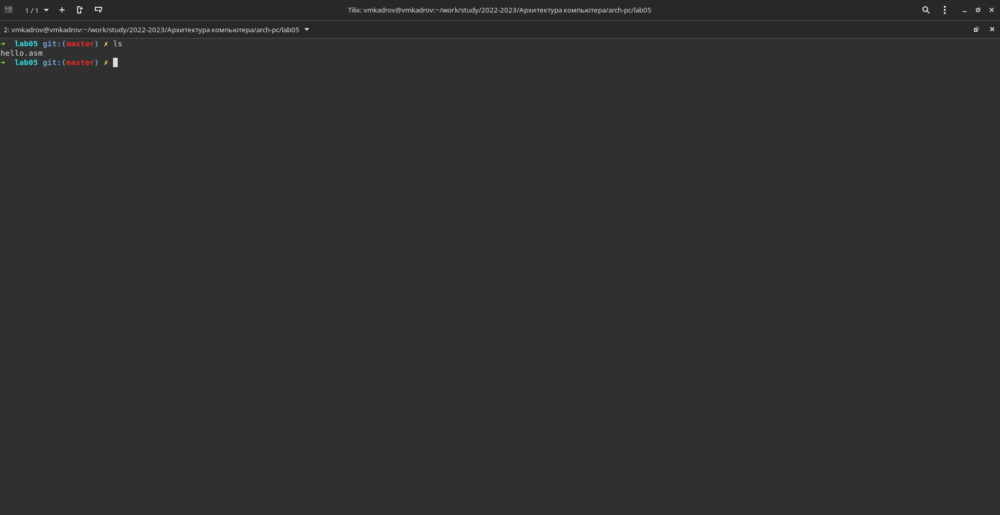 1 / 1
Tilix: vmkadrov@vmkadrov:~/work/study/2022-2023/Архитектура компьютера/arch-pc/lab05
2: vmkadrov@vmkadrov:~/work/study/2022-2023/Архитектура компьютера/arch-pc/lab05
➜ lab05 git:(master) ✗ ls
hello.asm
➜ lab05 git:(master) ✗